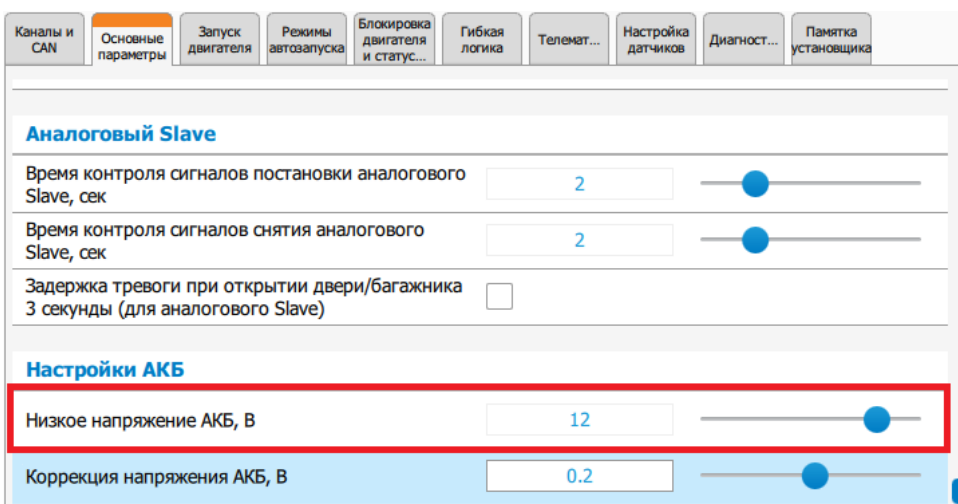 Каналы и
CAN
Основные
параметры
Запуск
двигателя
Режимы
автозапуска
Блокировка
двигателя
и статус...
Гибкая
логика
Телемат...
Настройка
датчиков
Диагност...
Памятка
установщика
Аналоговый Slave
Время контроля сигналов постановки аналогового
Slave, сек
2
Время контроля сигналов снятия аналогового
Slave, сек
2
Задержка тревоги при открытии двери/багажника
3 секунды (для аналогового Slave)
Настройки АКБ
Низкое напряжение АКБ, В
12
Коррекция напряжения АКБ, В
0.2